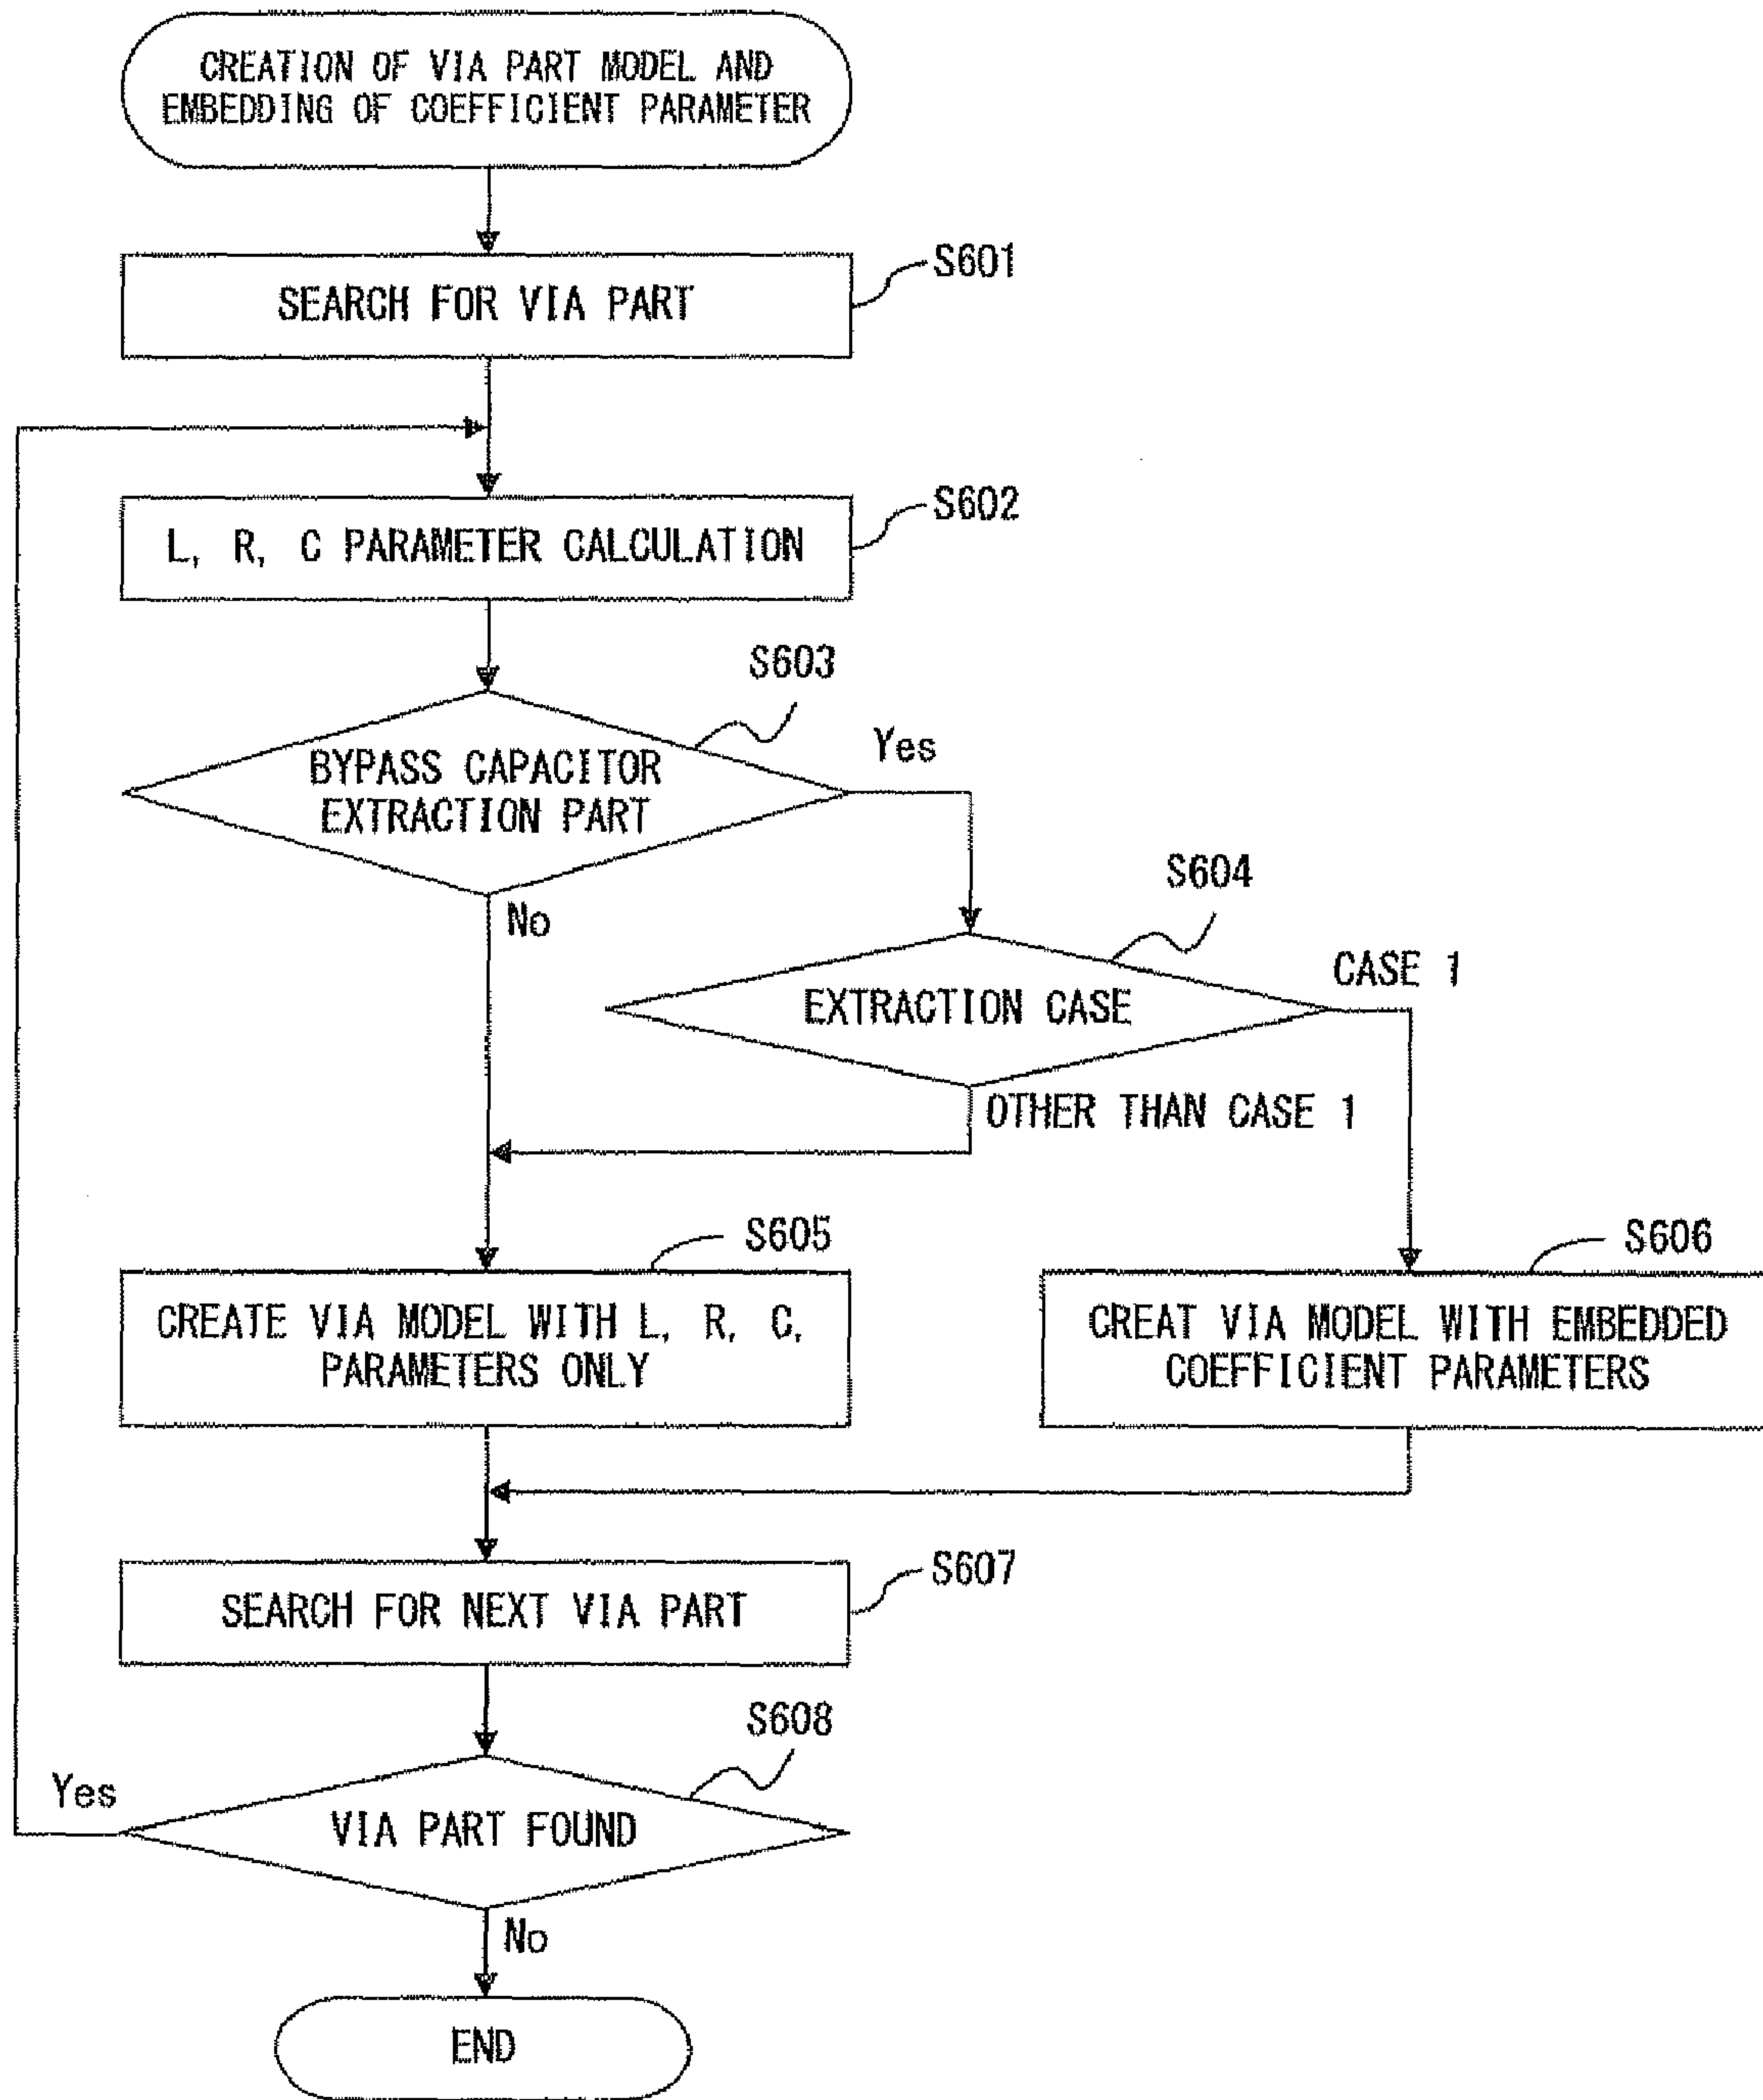 CREATION OF VIA PART MODEL AND
EMBEDDING OF COEFFICIENT PARAMETER
S601
SEARCH FOR VIA PART
S602
L, R, C PARAMETER CALCULATION
S603
BYPASS CAPACITOR
EXTRACTION PART
Yes
No
S604
EXTRACTION CASE
CASE 1
OTHER THAN CASE 1
S605
CREATE VIA MODEL WITH L, R, C,
PARAMETERS ONLY
S606
CREAT VIA MODEL WITH EMBEDDED
COEFFICIENT PARAMETERS
S607
SEARCH FOR NEXT VIA PART
S608
Yes
VIA PART FOUND
No
END